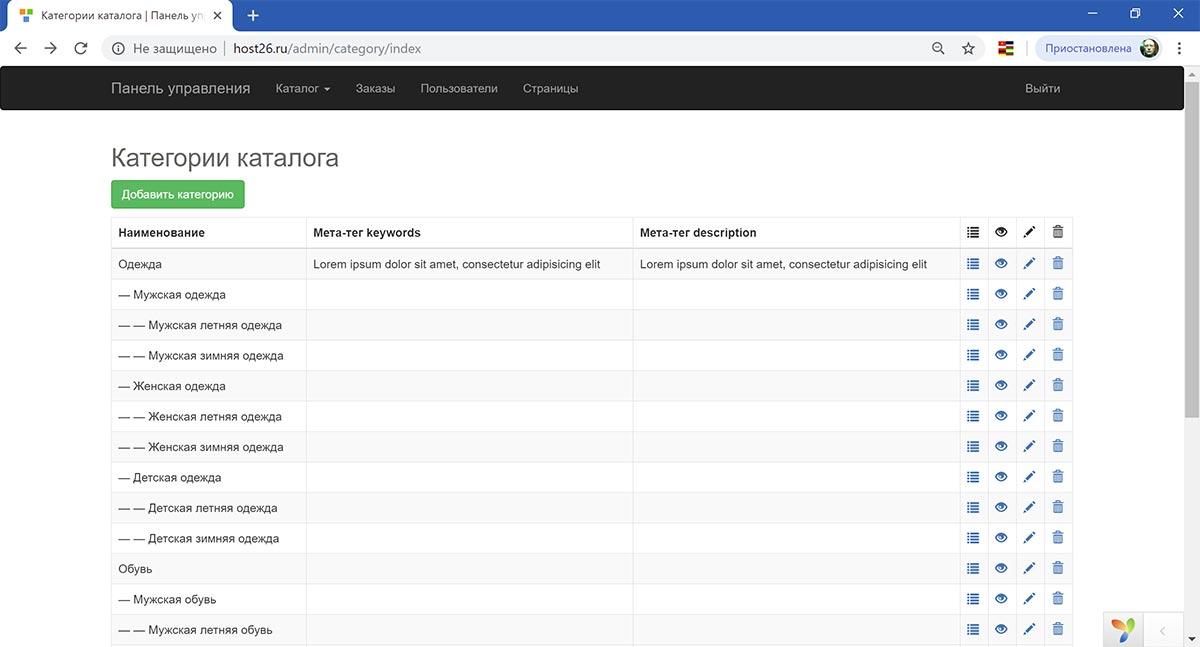 Категории каталога | Панель уп
Не защищено | host26.ru/admin/category/index
Приостановлена
Панель управления Каталог Заказы Пользователи Страницы Выйти
Категории каталога
Добавить категорию
Наименование Мета-тег keywords Мета-тег description
Одежда Lorem ipsum dolor sit amet, consectetur adipisicing elit Lorem ipsum dolor sit amet, consectetur adipisicing elit
— Мужская одежда
— — Мужская летняя одежда
— — Мужская зимняя одежда
— Женская одежда
— — Женская летняя одежда
— — Женская зимняя одежда
— Детская одежда
— — Детская летняя одежда
— — Детская зимняя одежда
Обувь
— Мужская обувь
— — Мужская летняя обувь